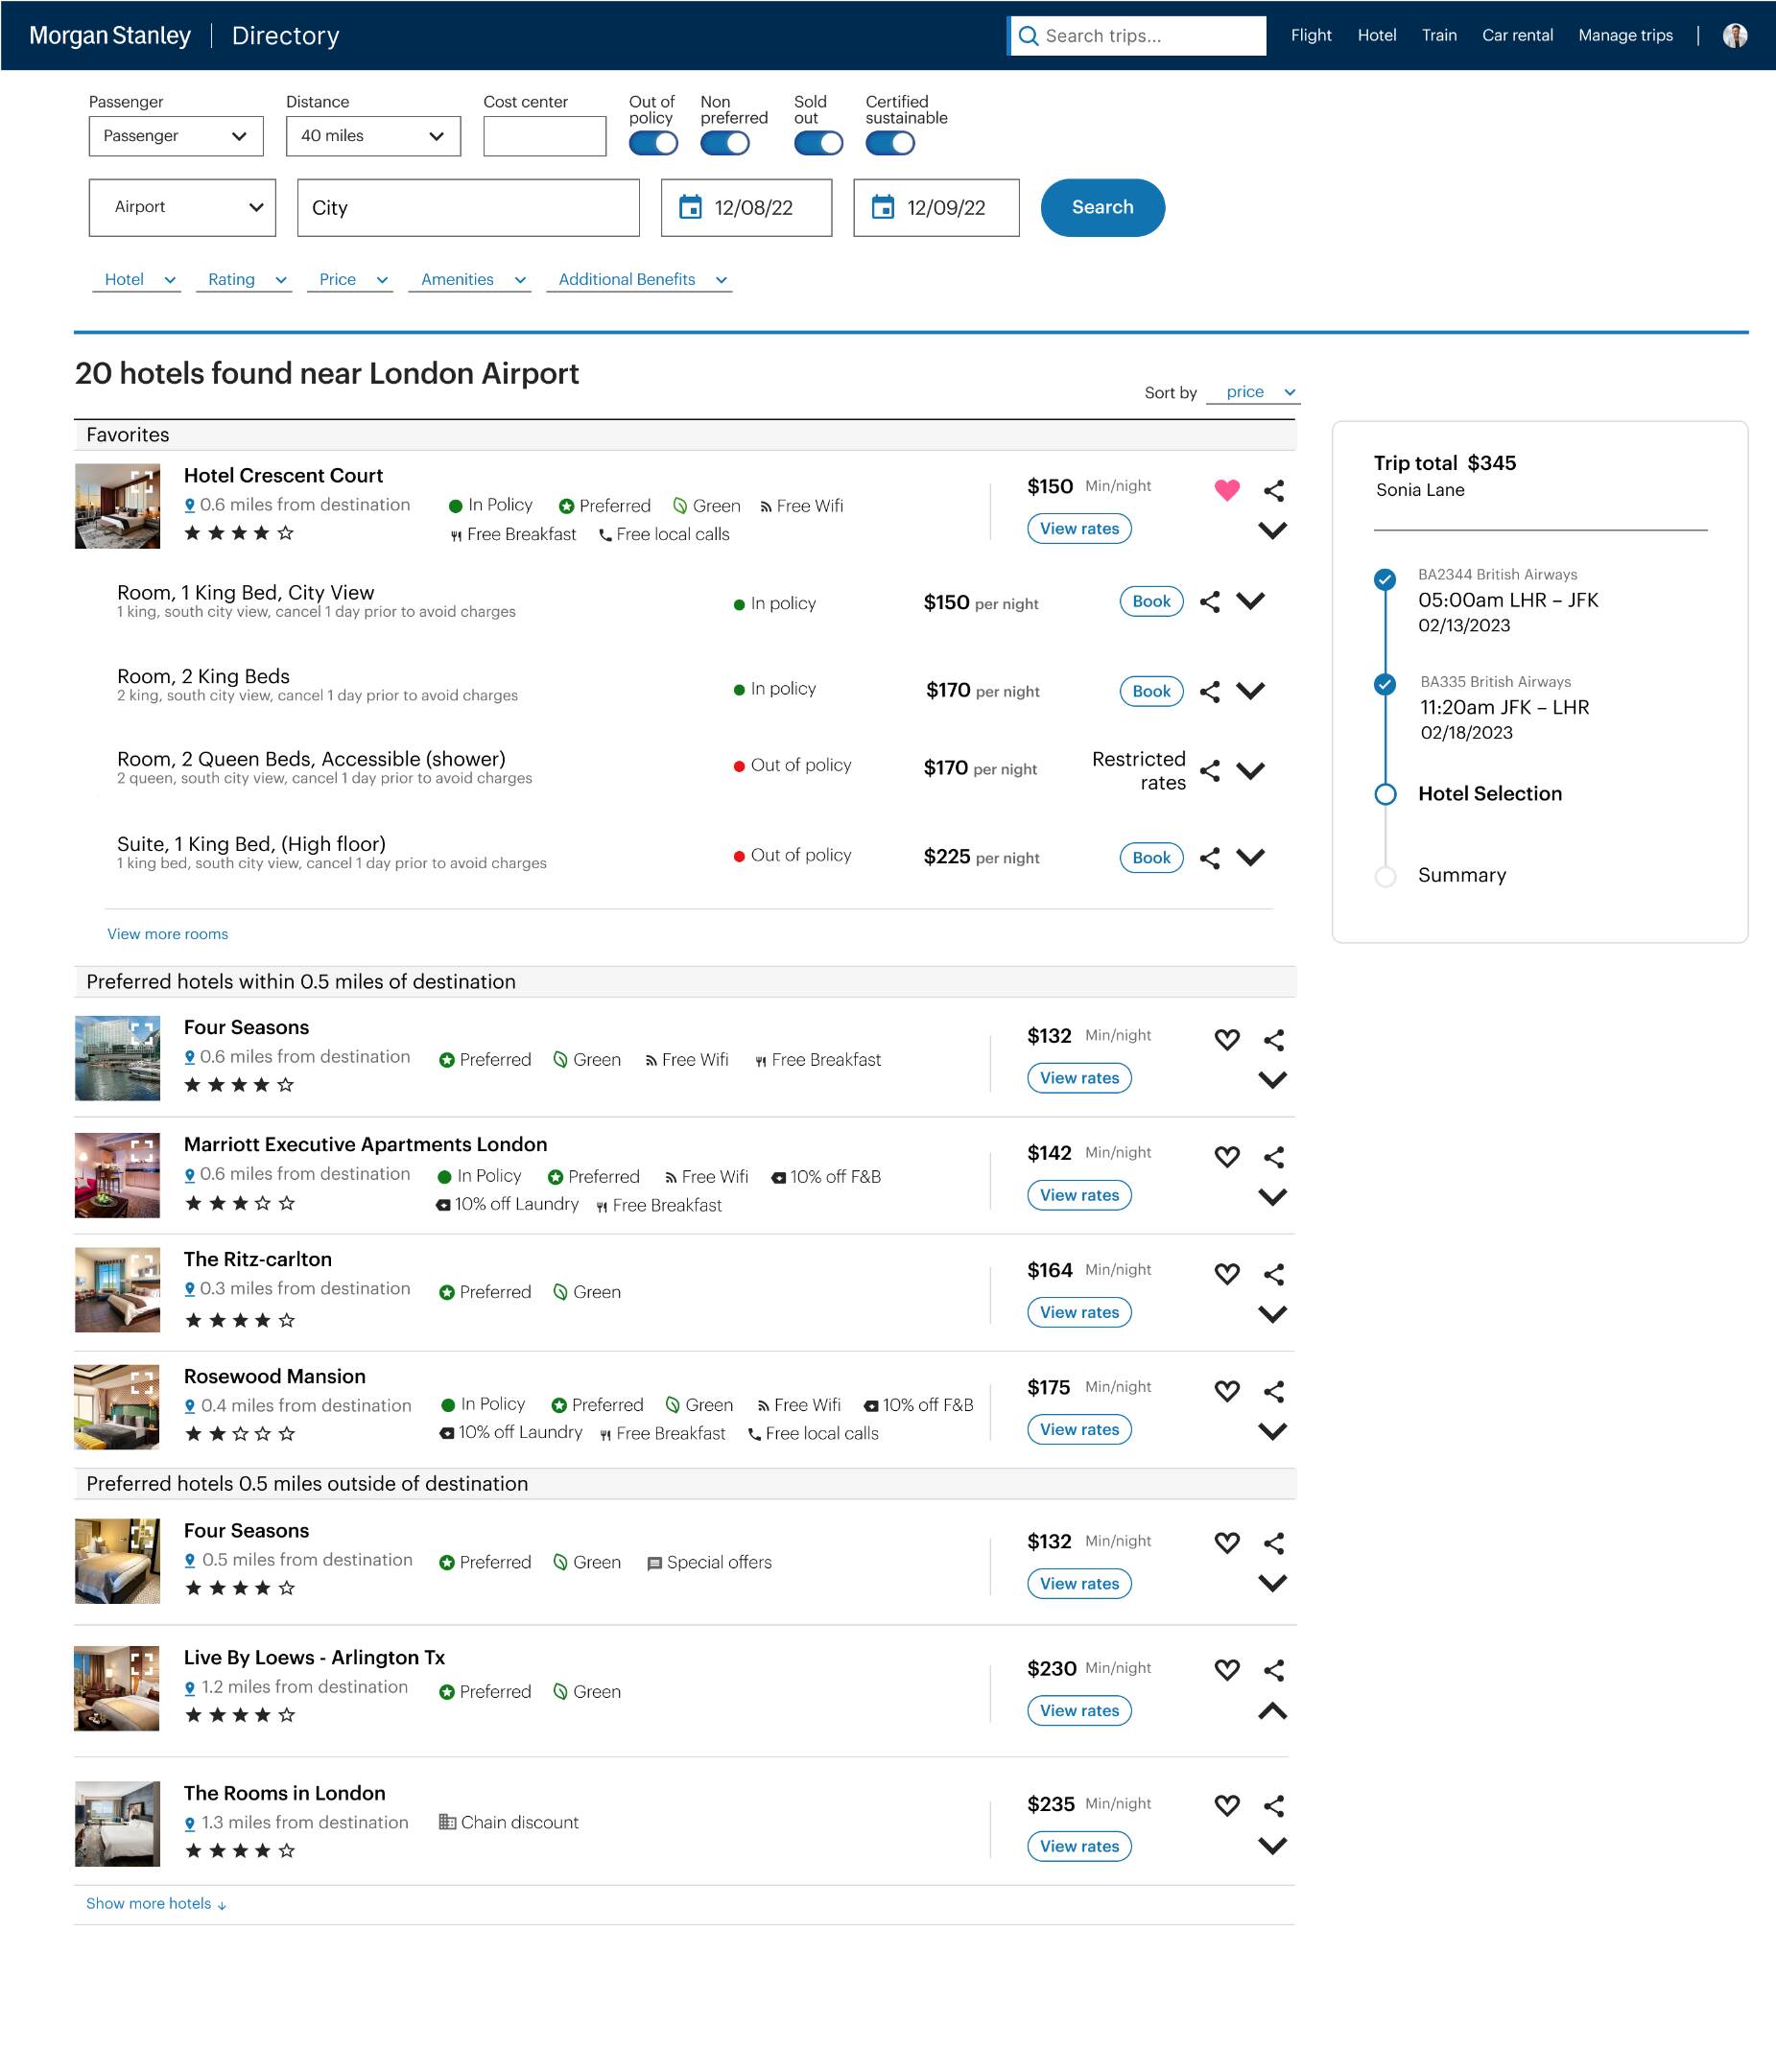 Morgan Stanley | Directory
Search trips...
Flight Hotel Train Car rental Manage trips |
Passenger Distance Cost center Out of policy Non preferred Sold out Certified sustainable
Passenger 40 miles
Airport City 12/08/22 12/09/22 Search
Hotel Rating Price Amenities Additional Benefits
20 hotels found near London Airport
Sort by price
Favorites
Hotel Crescent Court
0.6 miles from destination
In Policy Preferred Green Free Wifi
Free Breakfast Free local calls
$150 Min/night
View rates
Room, 1 King Bed, City View
1 king, south city view, cancel 1 day prior to avoid charges
In policy $150 per night Book
Room, 2 King Beds
2 king, south city view, cancel 1 day prior to avoid charges
In policy $170 per night Book
Room, 2 Queen Beds, Accessible (shower)
2 queen, south city view, cancel 1 day prior to avoid charges
Out of policy $170 per night Restricted
rates
Suite, 1 King Bed, (High floor)
1 king bed, south city view, cancel 1 day prior to avoid charges
Out of policy $225 per night Book
View more rooms
Preferred hotels within 0.5 miles of destination
Four Seasons
0.6 miles from destination
Preferred Green Free Wifi Free Breakfast
$132 Min/night
View rates
Marriott Executive Apartments London
0.6 miles from destination
In Policy Preferred Free Wifi 10% off F&B
10% off Laundry Free Breakfast
$142 Min/night
View rates
The Ritz-carlton
0.3 miles from destination
Preferred Green
$164 Min/night
View rates
Rosewood Mansion
0.4 miles from destination
In Policy Preferred Green Free Wifi 10% off F&B
10% off Laundry Free Breakfast Free local calls
$175 Min/night
View rates
Preferred hotels 0.5 miles outside of destination
Four Seasons
0.5 miles from destination
Preferred Green Special offers
$132 Min/night
View rates
Live By Loews - Arlington Tx
1.2 miles from destination
Preferred Green
$230 Min/night
View rates
The Rooms in London
1.3 miles from destination
Chain discount
$235 Min/night
View rates
Show more hotels ↓
Trip total $345
Sonia Lane
BA2344 British Airways
05:00am LHR – JFK
02/13/2023
BA335 British Airways
11:20am JFK – LHR
02/18/2023
Hotel Selection
Summary